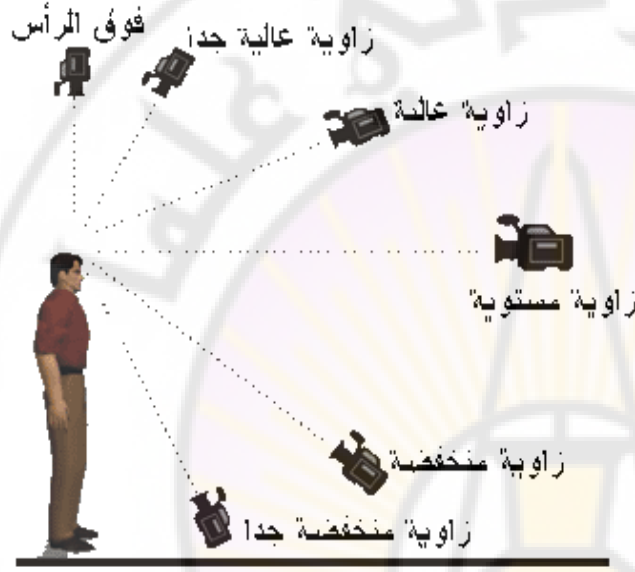 فوق الرأس
زاوية عالية جدا
زاوية عالية
زاوية مستوية
زاوية منخفضة
زاوية منخفضة جدا